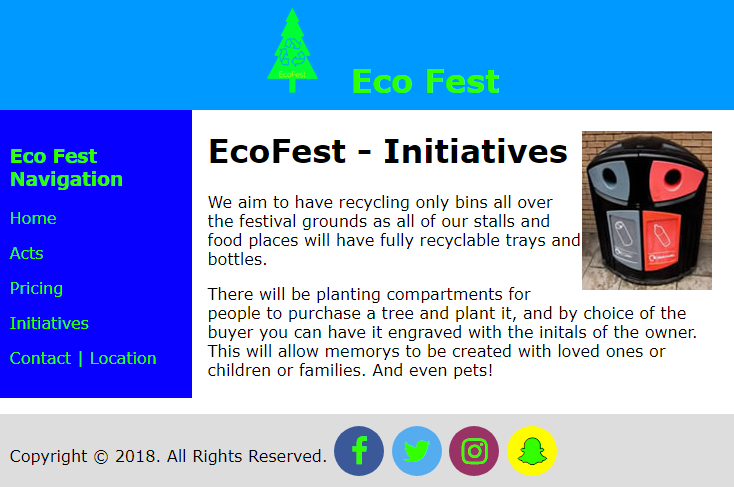 EcoFest
Eco Fest
Eco Fest
Navigation
Home
Acts
Pricing
Initiatives
Contact | Location
EcoFest - Initiatives
We aim to have recycling only bins all over
the festival grounds as all of our stalls and
food places will have fully recyclable trays and
bottles.
There will be planting compartments for
people to purchase a tree and plant it, and by choice of the
buyer you can have it engraved with the initals of the owner.
This will allow memorys to be created with loved ones or
children or families. And even pets!
Copyright © 2018. All Rights Reserved.